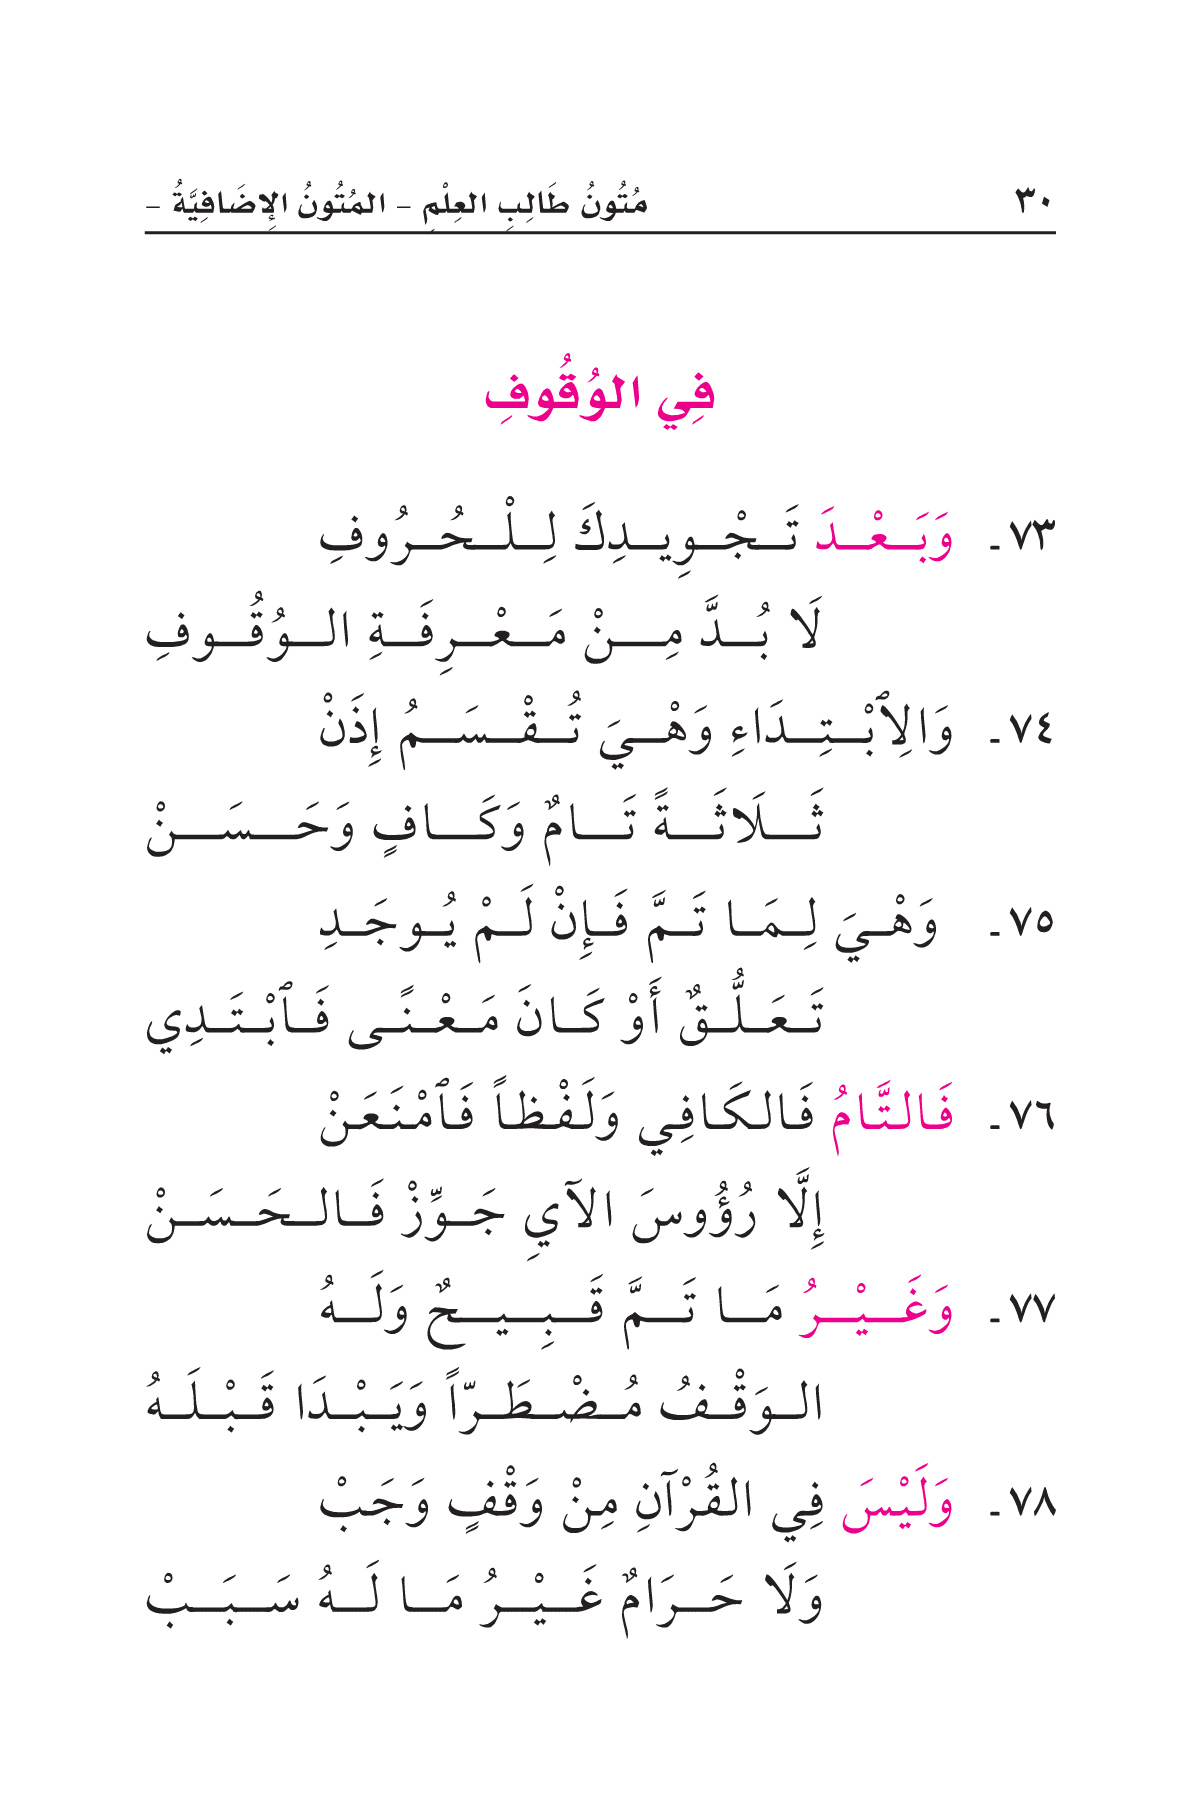 ٣٠ مُتُونُ طَالِبِ العِلْمِ – المُتُونُ الإِضَافِيَّةُ –
فِي الوُقُوفِ
٧٣ - وَبَعْدَ تَجْوِيدِكَ لِلْحُرُوفِ
لَا بُدَّ مِنْ مَعْرِفَةِ الوُقُوفِ
٧٤ - وَالِٱبْتِدَاءِ وَهْيَ تُقْسَمُ إِذَنْ
ثَلَاثَةً تَامٌ وَكَافٍ وَحَسَنْ
٧٥ - وَهْيَ لِمَا تَمَّ فَإِنْ لَمْ يُوجَدِ
تَعَلُّقٌ أَوْ كَانَ مَعْنًى فَٱبْتَدِي
٧٦ - فَالتَّامُ فَالكَافِي وَلَفْظاً فَٱمْنَعَنْ
إِلَّا رُؤُوسَ الآيِ جَوِّزْ فَالحَسَنْ
٧٧ - وَغَيْرُ مَا تَمَّ قَبِيحٌ وَلَهُ
الوَقْفُ مُضْطَرّاً وَيَبْدَا قَبْلَهُ
٧٨ - وَلَيْسَ فِي القُرْآنِ مِنْ وَقْفٍ وَجَبْ
وَلَا حَرَامٌ غَيْرُ مَا لَهُ سَبَبْ